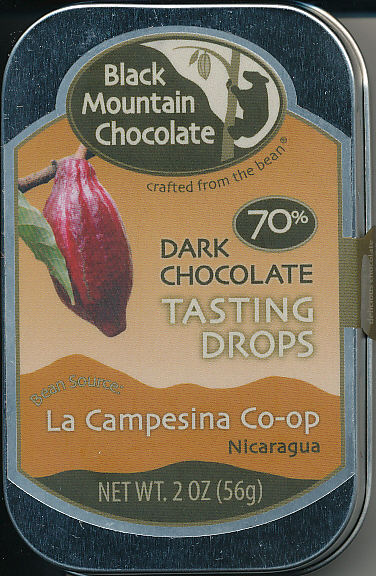 Black
Mountain
Chocolate
crafted from the bean®
70%
DARK
CHOCOLATE
TASTING
DROPS
Bean Source:
La Campesina Co-op
Nicaragua
NET WT. 2 OZ (56g)